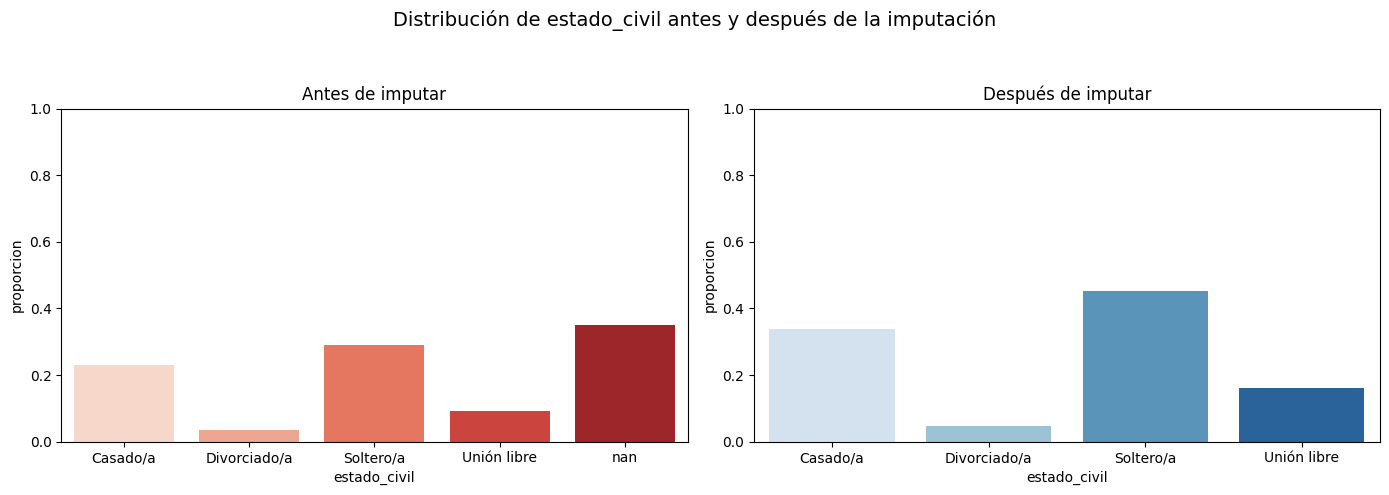 Distribución de estado_civil antes y después de la imputación
Antes de imputar
1.0
0.8
0.6
0.4
0.2
0.0
proporcion
Casado/a Divorciado/a Soltero/a Unión libre nan
estado_civil
Después de imputar
1.0
0.8
0.6
0.4
0.2
0.0
proporcion
Casado/a Divorciado/a Soltero/a Unión libre
estado_civil